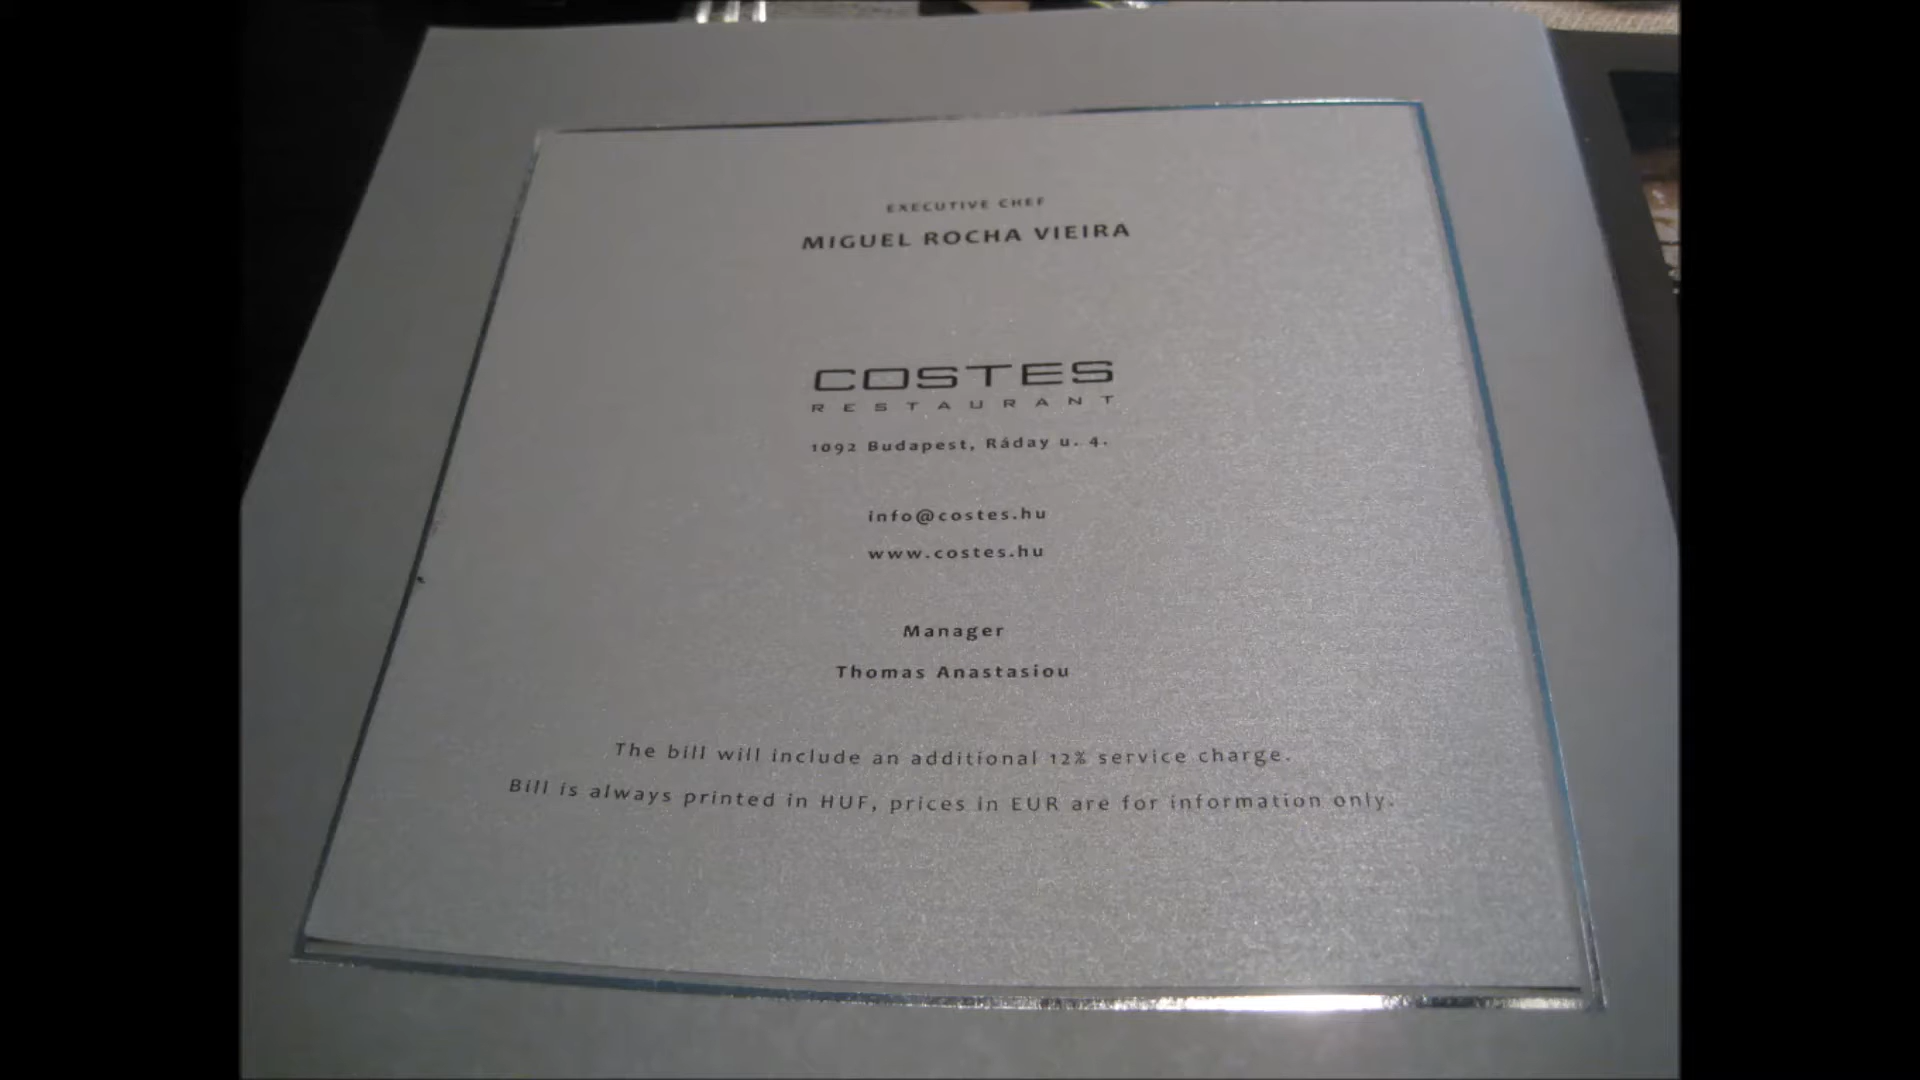 EXECUTIVE CHEF
MIGUEL ROCHA VIEIRA
COSTES
RESTAURANT
1092 Budapest, Ráday u. 4.
info@costes.hu
www.costes.hu
Manager
Thomas Anastasiou
The bill will include an additional 12% service charge.
Bill is always printed in HUF, prices in EUR are for information only.